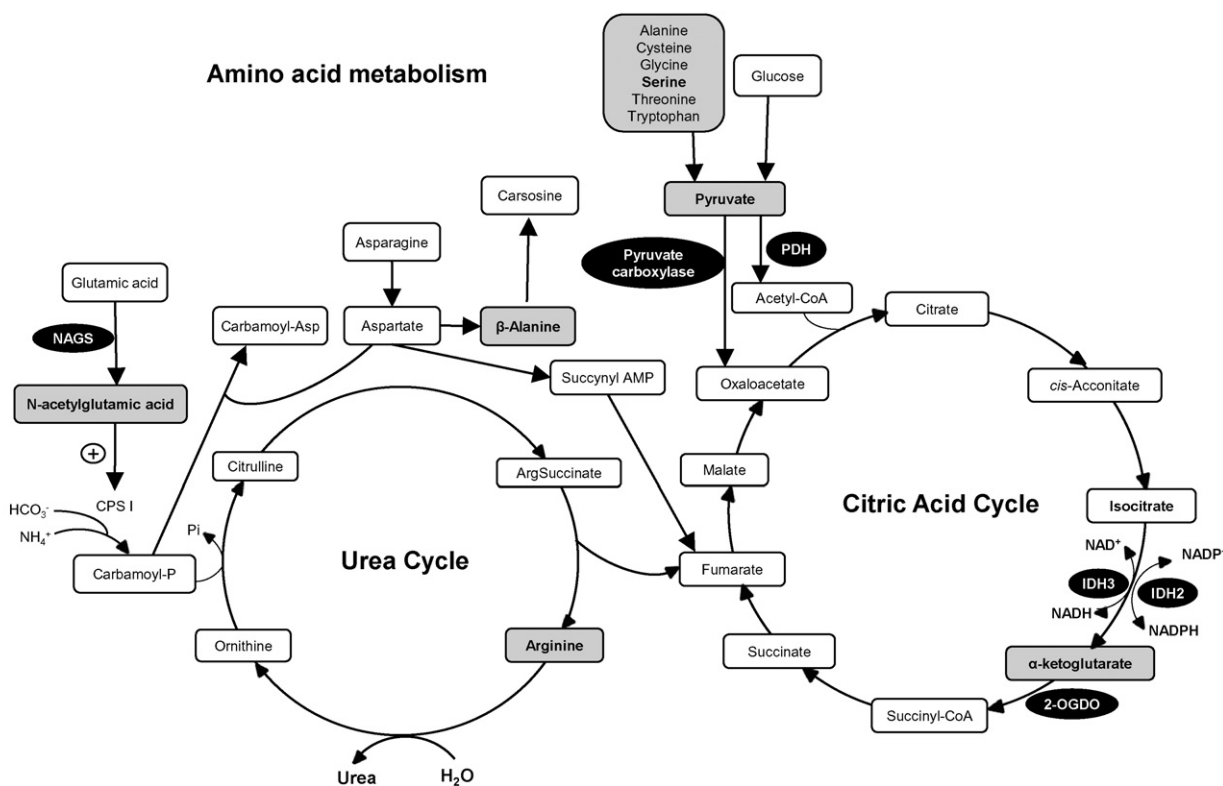 Amino acid metabolism
Alanine
Cysteine
Glycine
Serine
Threonine
Tryptophan
Glucose
Pyruvate
Carsosine
Asparagine
Pyruvate
carboxylase
PDH
Glutamic acid
Acetyl-CoA
Citrate
NAGS
Carbamoyl-Asp
Aspartate
β-Alanine
Succynyl AMP
Oxaloacetate
cis-Acconitate
N-acetylglutamic acid
+
Citrulline
ArgSuccinate
Malate
CPS I
HCO₃⁻
NH₄⁺
Pi
Carbamoyl-P
Urea Cycle
Fumarate
Citric Acid Cycle
Isocitrate
NAD⁺
NADP⁺
IDH3
IDH2
NADH
NADPH
Ornithine
Arginine
Succinate
α-ketoglutarate
2-OGDO
Succinyl-CoA
Urea
H₂O